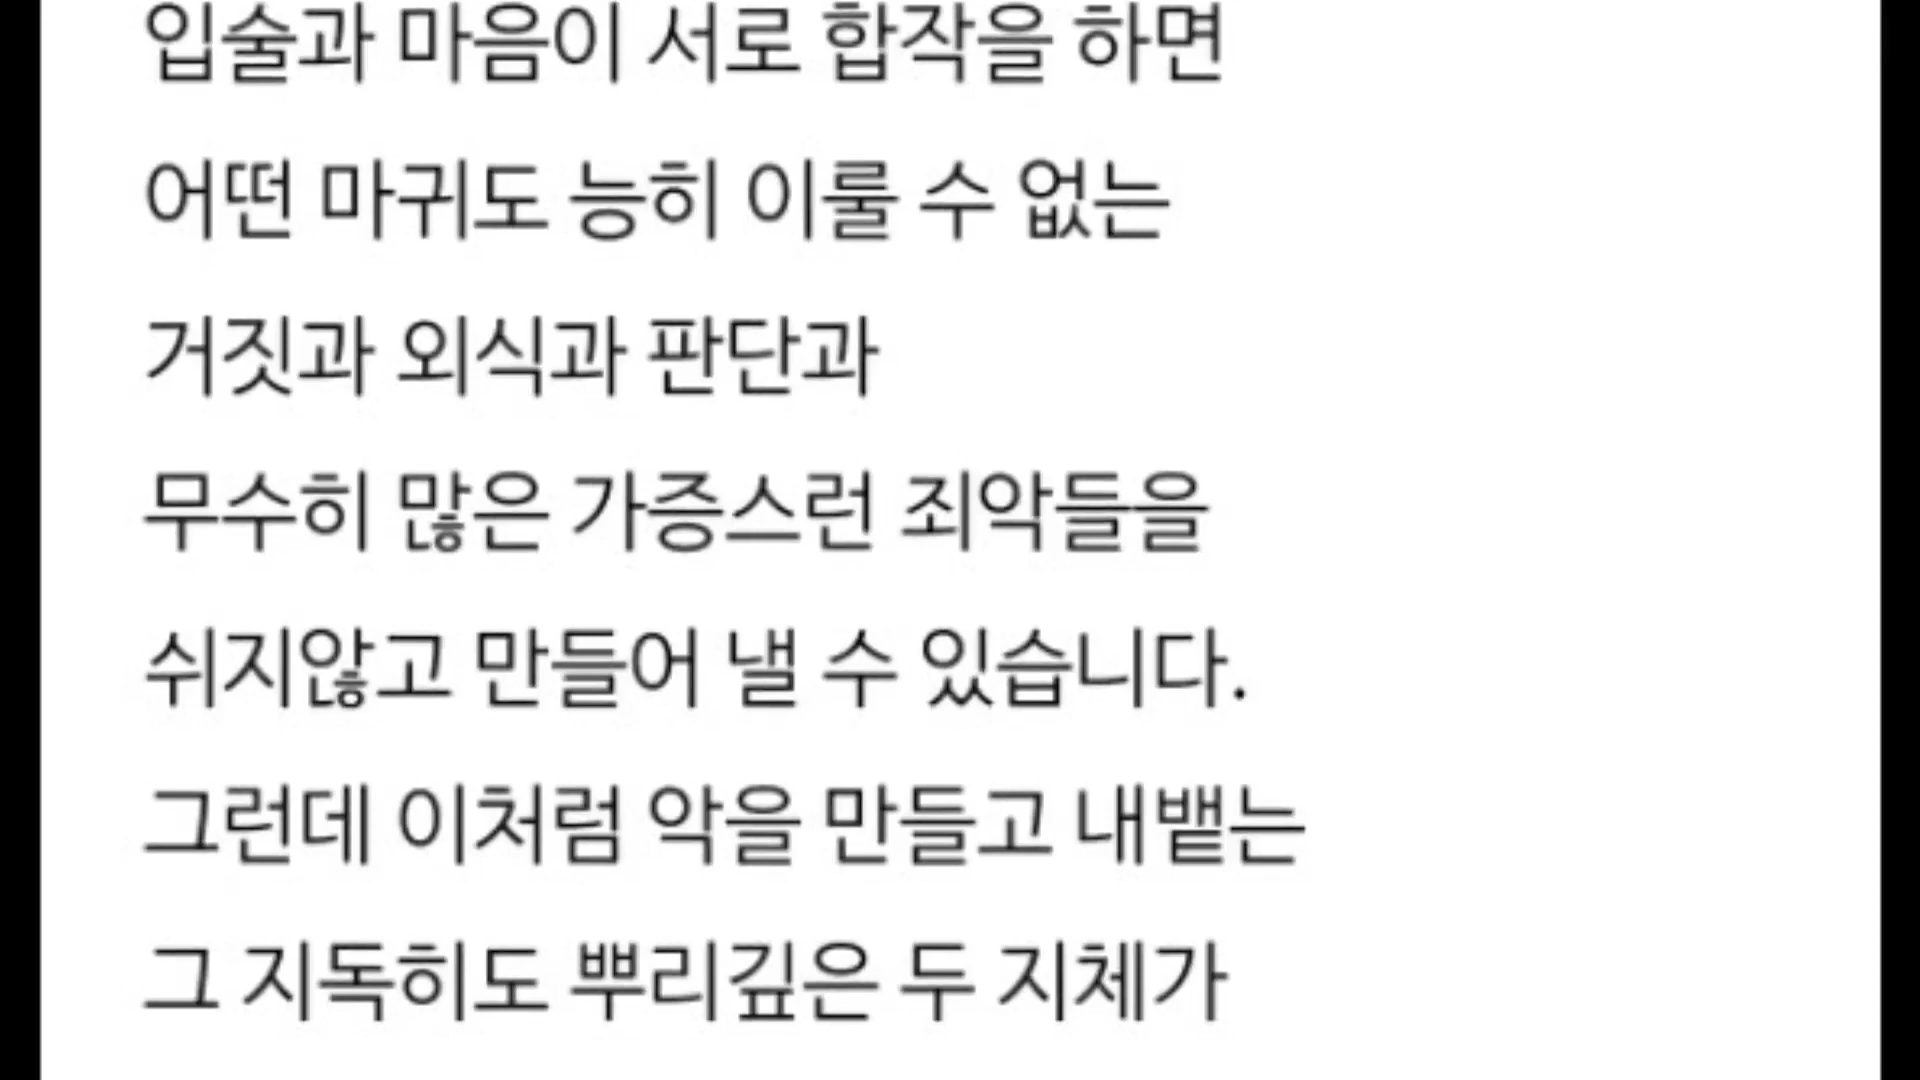 입술과 마음이 서로 합작을 하면
어떤 마귀도 능히 이룰 수 없는
거짓과 외식과 판단과
무수히 많은 가증스런 죄악들을
쉬지않고 만들어 낼 수 있습니다.
그런데 이처럼 악을 만들고 내뱉는
그 지독히도 뿌리깊은 두 지체가